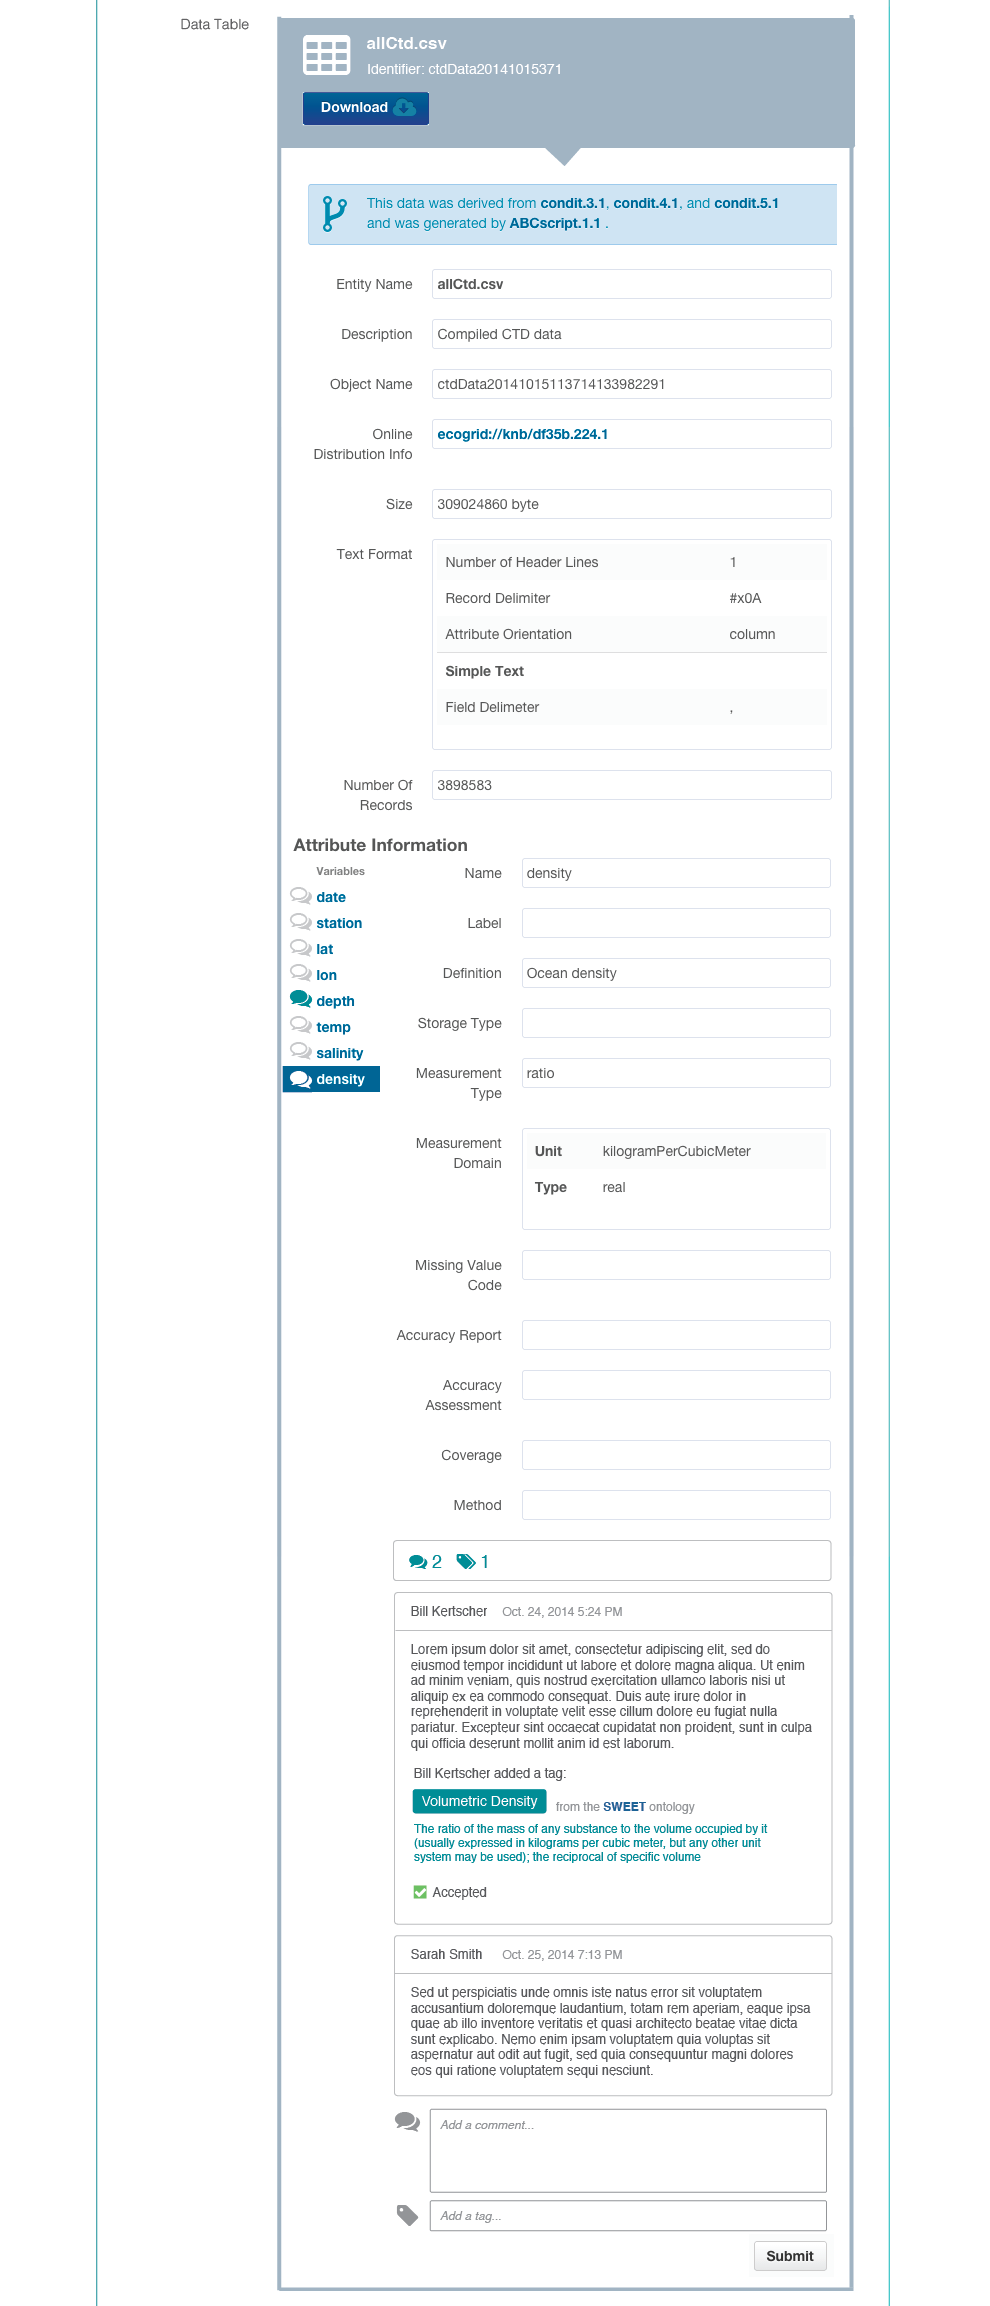 Data Table
allCtd.csv
Identifier: ctdData20141015371
Download
This data was derived from condit.3.1, condit.4.1, and condit.5.1
and was generated by ABCscript.1.1 .
Entity Name
allCtd.csv
Description
Compiled CTD data
Object Name
ctdData20141015113714133982291
Online
Distribution Info
ecogrid://knb/df35b.224.1
Size
309024860 byte
Text Format
Number of Header Lines 1
Record Delimiter #x0A
Attribute Orientation column
Simple Text
Field Delimeter ,
Number Of
Records
3898583
Attribute Information
Variables
date
station
lat
lon
depth
temp
salinity
density
Name
density
Label
Definition
Ocean density
Storage Type
Measurement
Type
ratio
Measurement
Domain
Unit kilogramPerCubicMeter
Type real
Missing Value
Code
Accuracy Report
Accuracy
Assessment
Coverage
Method
2 1
Bill Kertscher Oct. 24, 2014 5:24 PM
Lorem ipsum dolor sit amet, consectetur adipiscing elit, sed do
eiusmod tempor incididunt ut labore et dolore magna aliqua. Ut enim
ad minim veniam, quis nostrud exercitation ullamco laboris nisi ut
aliquip ex ea commodo consequat. Duis aute irure dolor in
reprehenderit in voluptate velit esse cillum dolore eu fugiat nulla
pariatur. Excepteur sint occaecat cupidatat non proident, sunt in culpa
qui officia deserunt mollit anim id est laborum.
Bill Kertscher added a tag:
Volumetric Density from the SWEET ontology
The ratio of the mass of any substance to the volume occupied by it
(usually expressed in kilograms per cubic meter, but any other unit
system may be used); the reciprocal of specific volume
Accepted
Sarah Smith Oct. 25, 2014 7:13 PM
Sed ut perspiciatis unde omnis iste natus error sit voluptatem
accusantium doloremque laudantium, totam rem aperiam, eaque ipsa
quae ab illo inventore veritatis et quasi architecto beatae vitae dicta
sunt explicabo. Nemo enim ipsam voluptatem quia voluptas sit
aspernatur aut odit aut fugit, sed quia consequuntur magni dolores
eos qui ratione voluptatem sequi nesciunt.
Add a comment...
Add a tag...
Submit